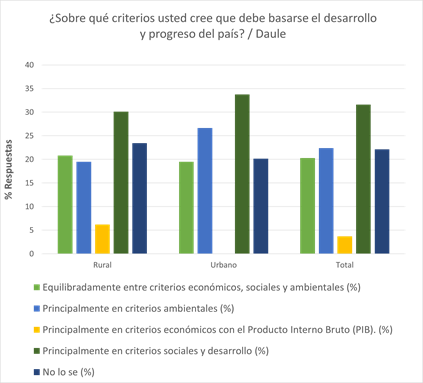 ¿Sobre qué criterios usted cree que debe basarse el desarrollo
y progreso del país? / Daule
% Respuestas
40
35
30
25
20
15
10
5
0
Rural
Urbano
Total
Equilibradamente entre criterios económicos, sociales y ambientales (%)
Principalmente en criterios ambientales (%)
Principalmente en criterios económicos con el Producto Interno Bruto (PIB). (%)
Principalmente en criterios sociales y desarrollo (%)
No lo se (%)